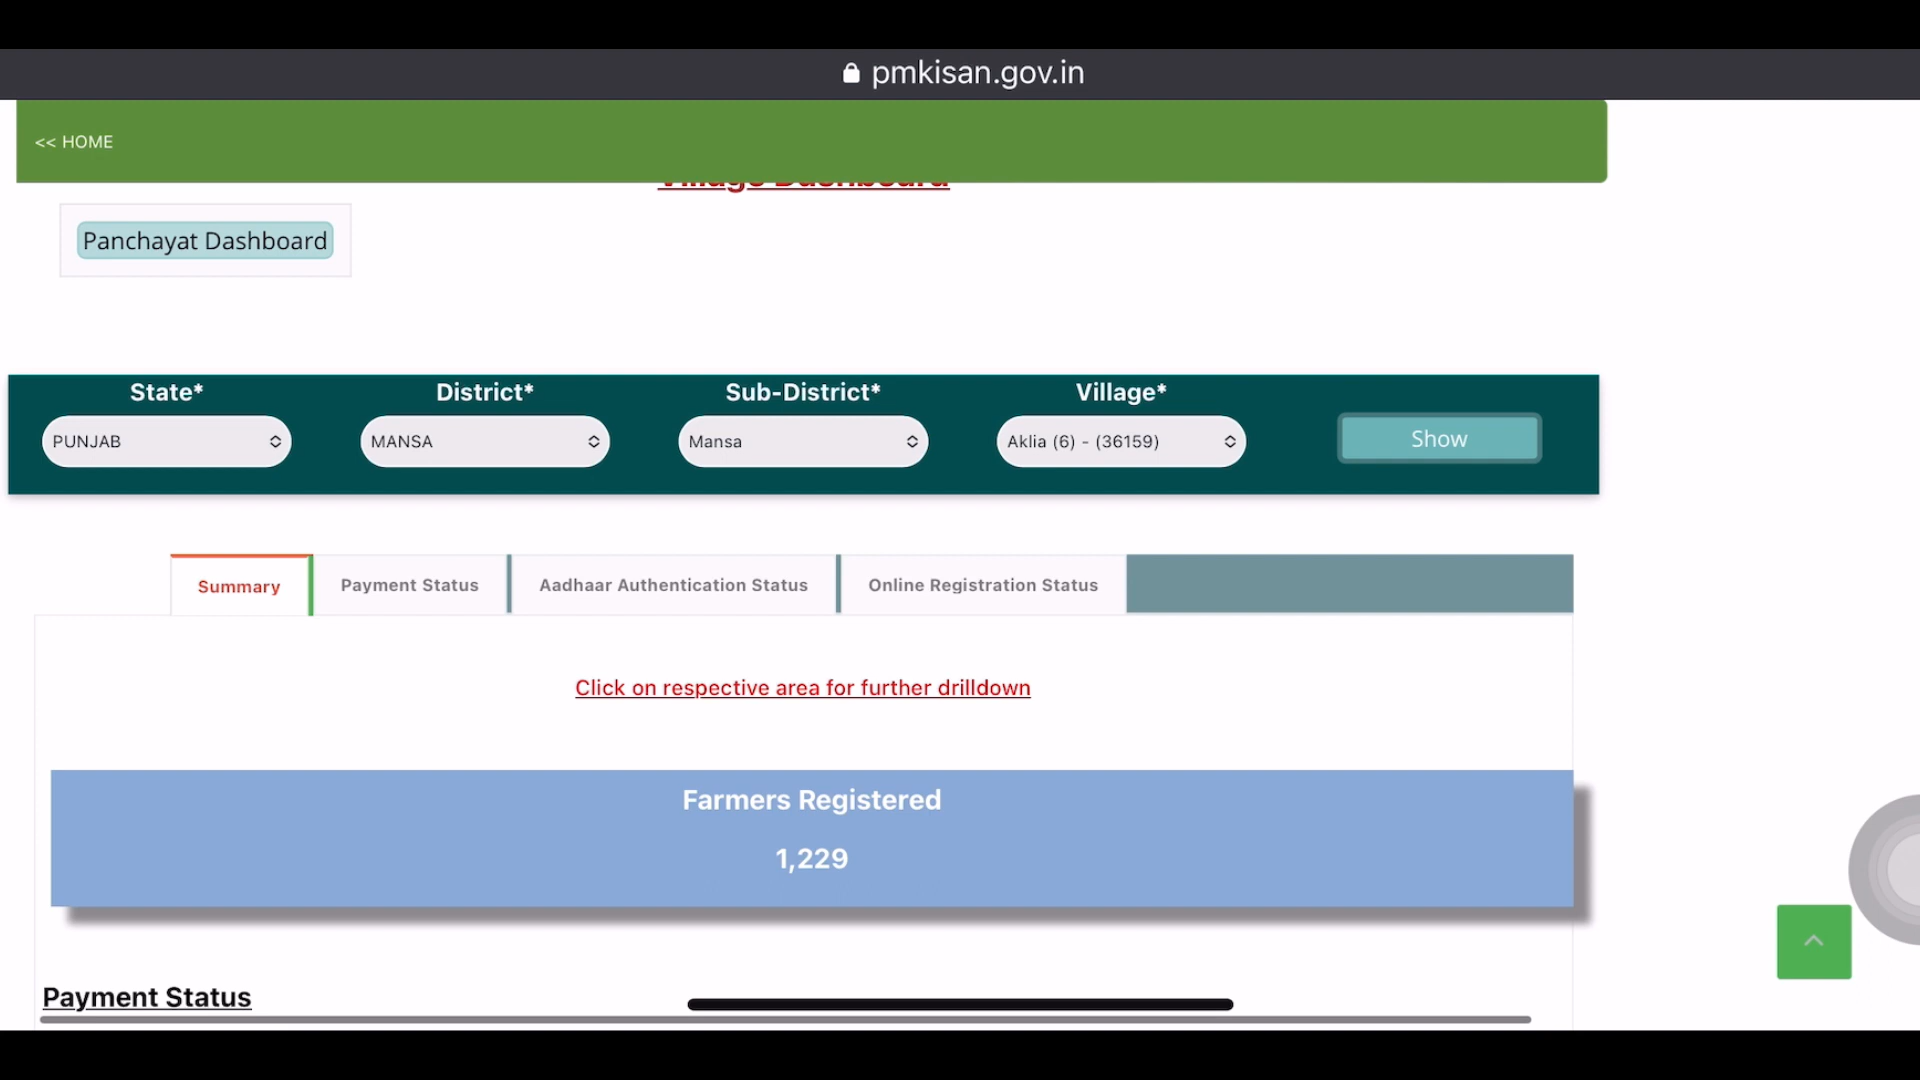 pmkisan.gov.in
<< HOME
Village Dashboard
Panchayat Dashboard
State* District* Sub-District* Village*
PUNJAB MANSA Mansa Aklia (6) - (36159) Show
Summary Payment Status Aadhaar Authentication Status Online Registration Status
Click on respective area for further drilldown
Farmers Registered
1,229
Payment Status